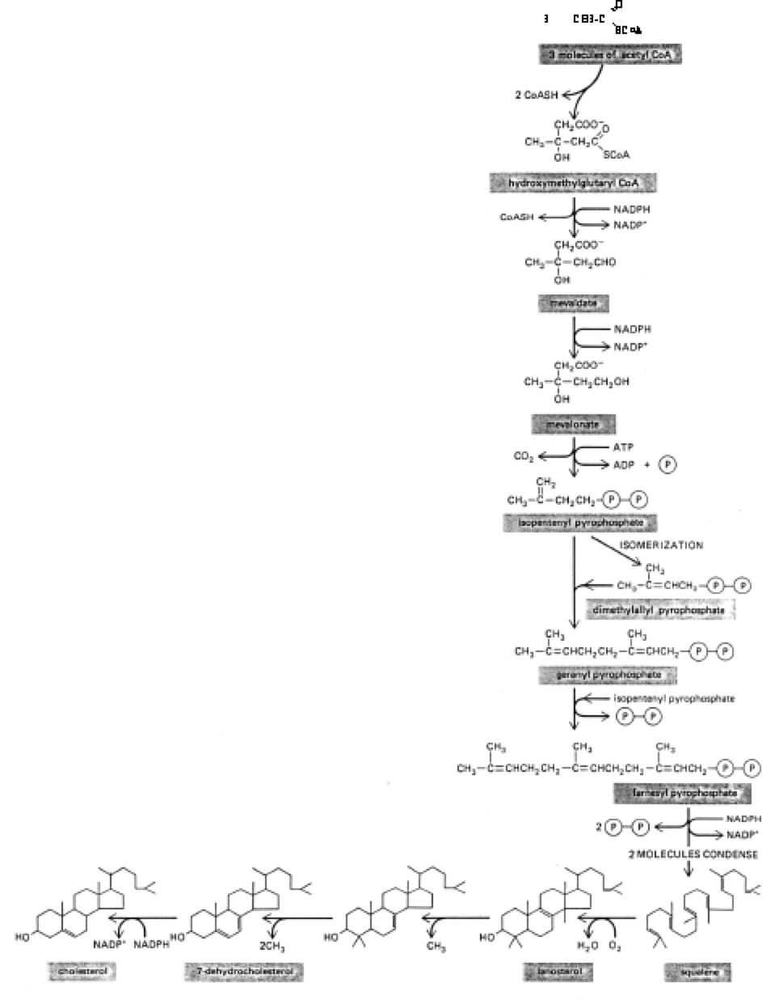 3 CH3-C
O
SCoA
3 molecules of acetyl CoA
2 CoASH
CH₂COO⁻
O
CH₃-C-CH₂C
OH
SCoA
hydroxymethylglutaryl CoA
NADPH
CoASH
NADP⁺
CH₂COO⁻
CH₃-C-CH₂CHO
OH
mevaldate
NADPH
NADP⁺
CH₂COO⁻
CH₃-C-CH₂CH₂OH
OH
mevalonate
ATP
CO₂
ADP + P
CH₂
CH₃-C-CH₂CH₂-P-P
isopentenyl pyrophosphate
ISOMERIZATION
CH₃
CH₃-C=CHCH₂-P-P
dimethylallyl pyrophosphate
CH₃ CH₃
CH₃-C=CHCH₂CH₂-C=CHCH₂-P-P
geranyl pyrophosphate
isopentenyl pyrophosphate
P-P
CH₃ CH₃ CH₃
CH₃-C=CHCH₂CH₂-C=CHCH₂CH₂-C=CHCH₂-P-P
farnesyl pyrophosphate
NADPH
2 P-P
NADP⁺
2 MOLECULES CONDENSE
HO NADP⁺ NADPH HO 2CH₃ HO CH₃ HO H₂O O₂
cholesterol 7-dehydrocholesterol lanosterol squalene